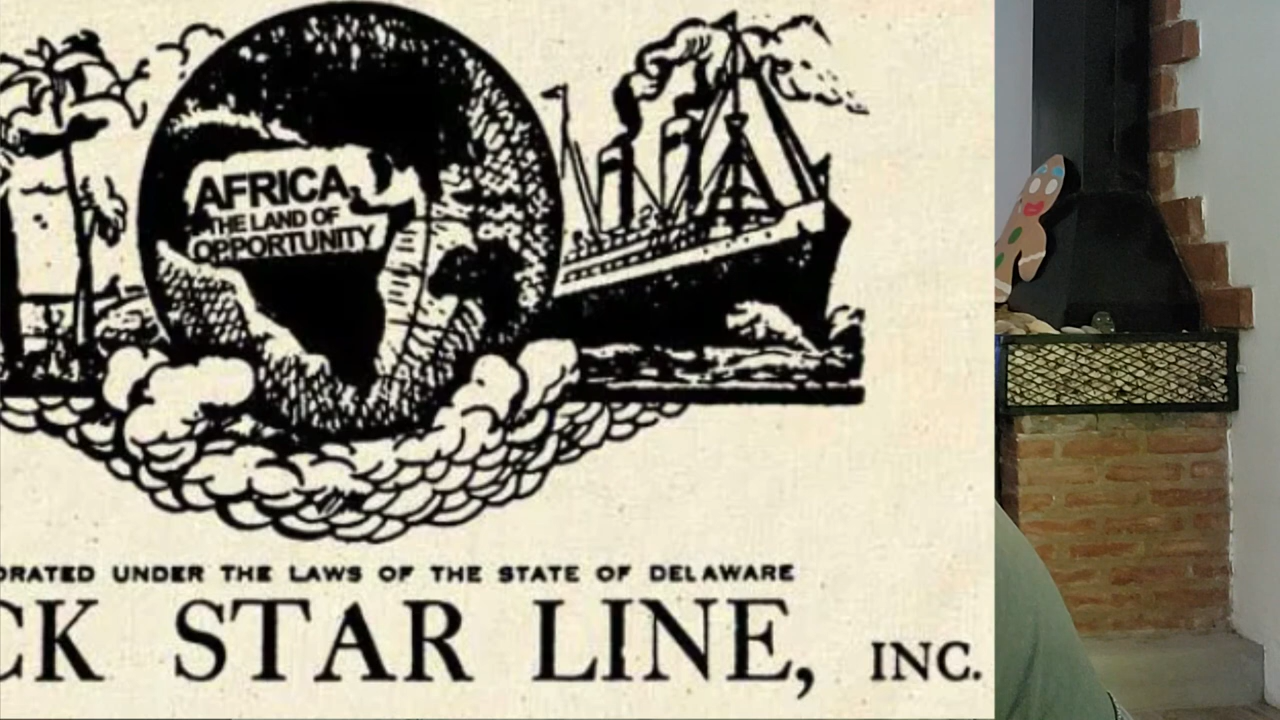 AFRICA
THE LAND OF
OPPORTUNITY
ORATED UNDER THE LAWS OF THE STATE OF DELAWARE
CK STAR LINE, INC.